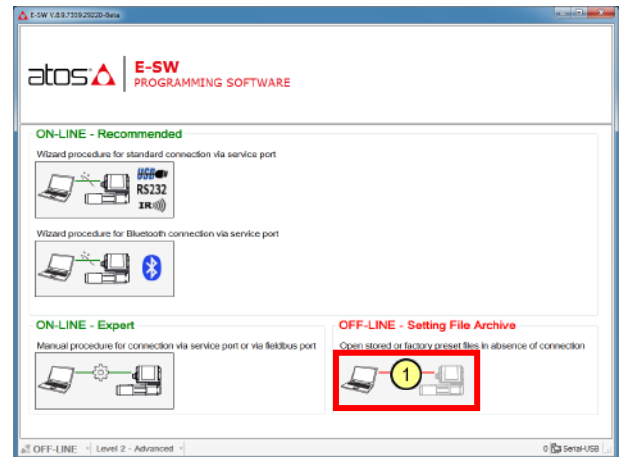 E-SW V.8.9.7359.29220-Beta
atos
E-SW
PROGRAMMING SOFTWARE
ON-LINE - Recommended
Wizard procedure for standard connection via service port
USB
RS232
IR
Wizard procedure for Bluetooth connection via service port
ON-LINE - Expert
Manual procedure for connection via service port or via fieldbus port
OFF-LINE - Setting File Archive
Open stored or factory preset files in absence of connection
1
OFF-LINE Level 2 - Advanced 0 Serial-USB